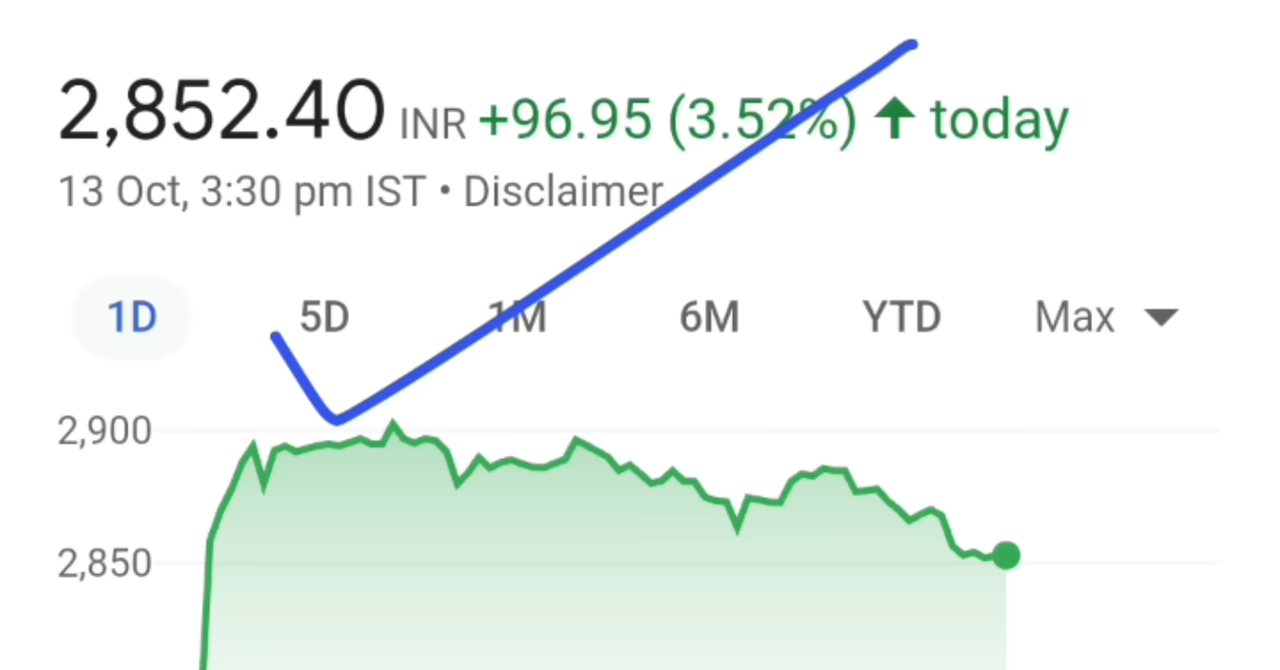 2,852.40 INR +96.95 (3.52%) ↑ today
13 Oct, 3:30 pm IST • Disclaimer
1D 5D 1M 6M YTD Max
2,900
2,850